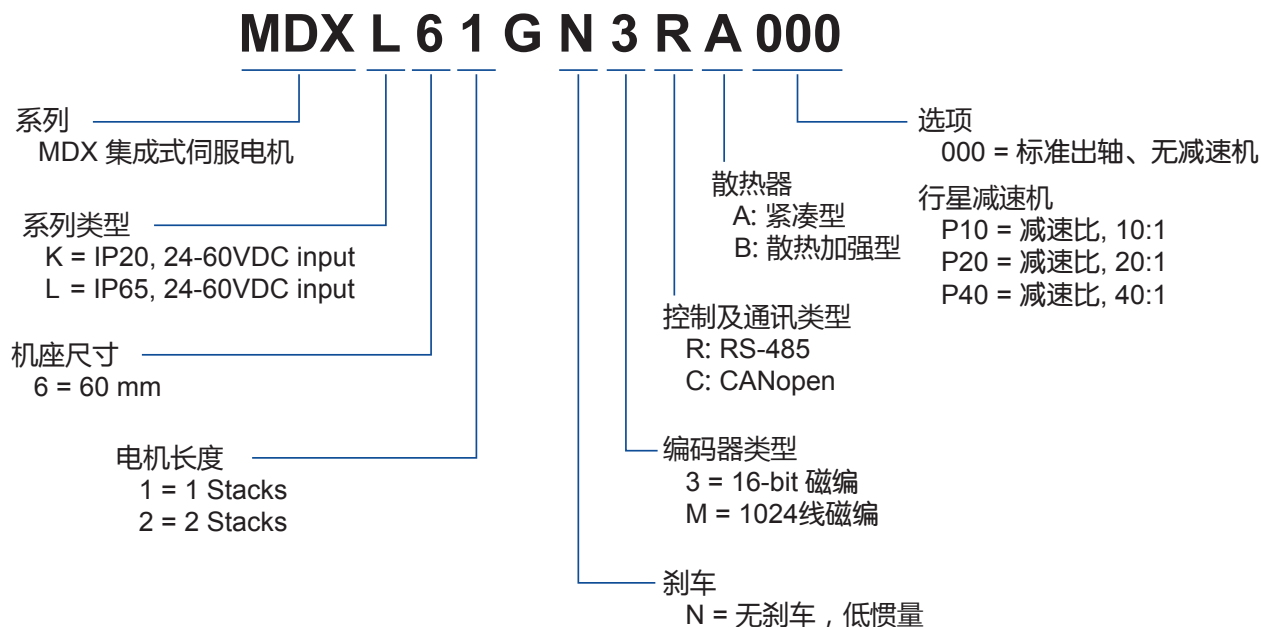 MDX L 6 1 G N 3 R A 000
系列
MDX 集成式伺服电机
系列类型
K = IP20, 24-60VDC input
L = IP65, 24-60VDC input
机座尺寸
6 = 60 mm
电机长度
1 = 1 Stacks
2 = 2 Stacks
选项
000 = 标准出轴、无减速机
行星减速机
P10 = 减速比, 10:1
P20 = 减速比, 20:1
P40 = 减速比, 40:1
散热器
A: 紧凑型
B: 散热加强型
控制及通讯类型
R: RS-485
C: CANopen
编码器类型
3 = 16-bit 磁编
M = 1024线磁编
刹车
N = 无刹车，低惯量